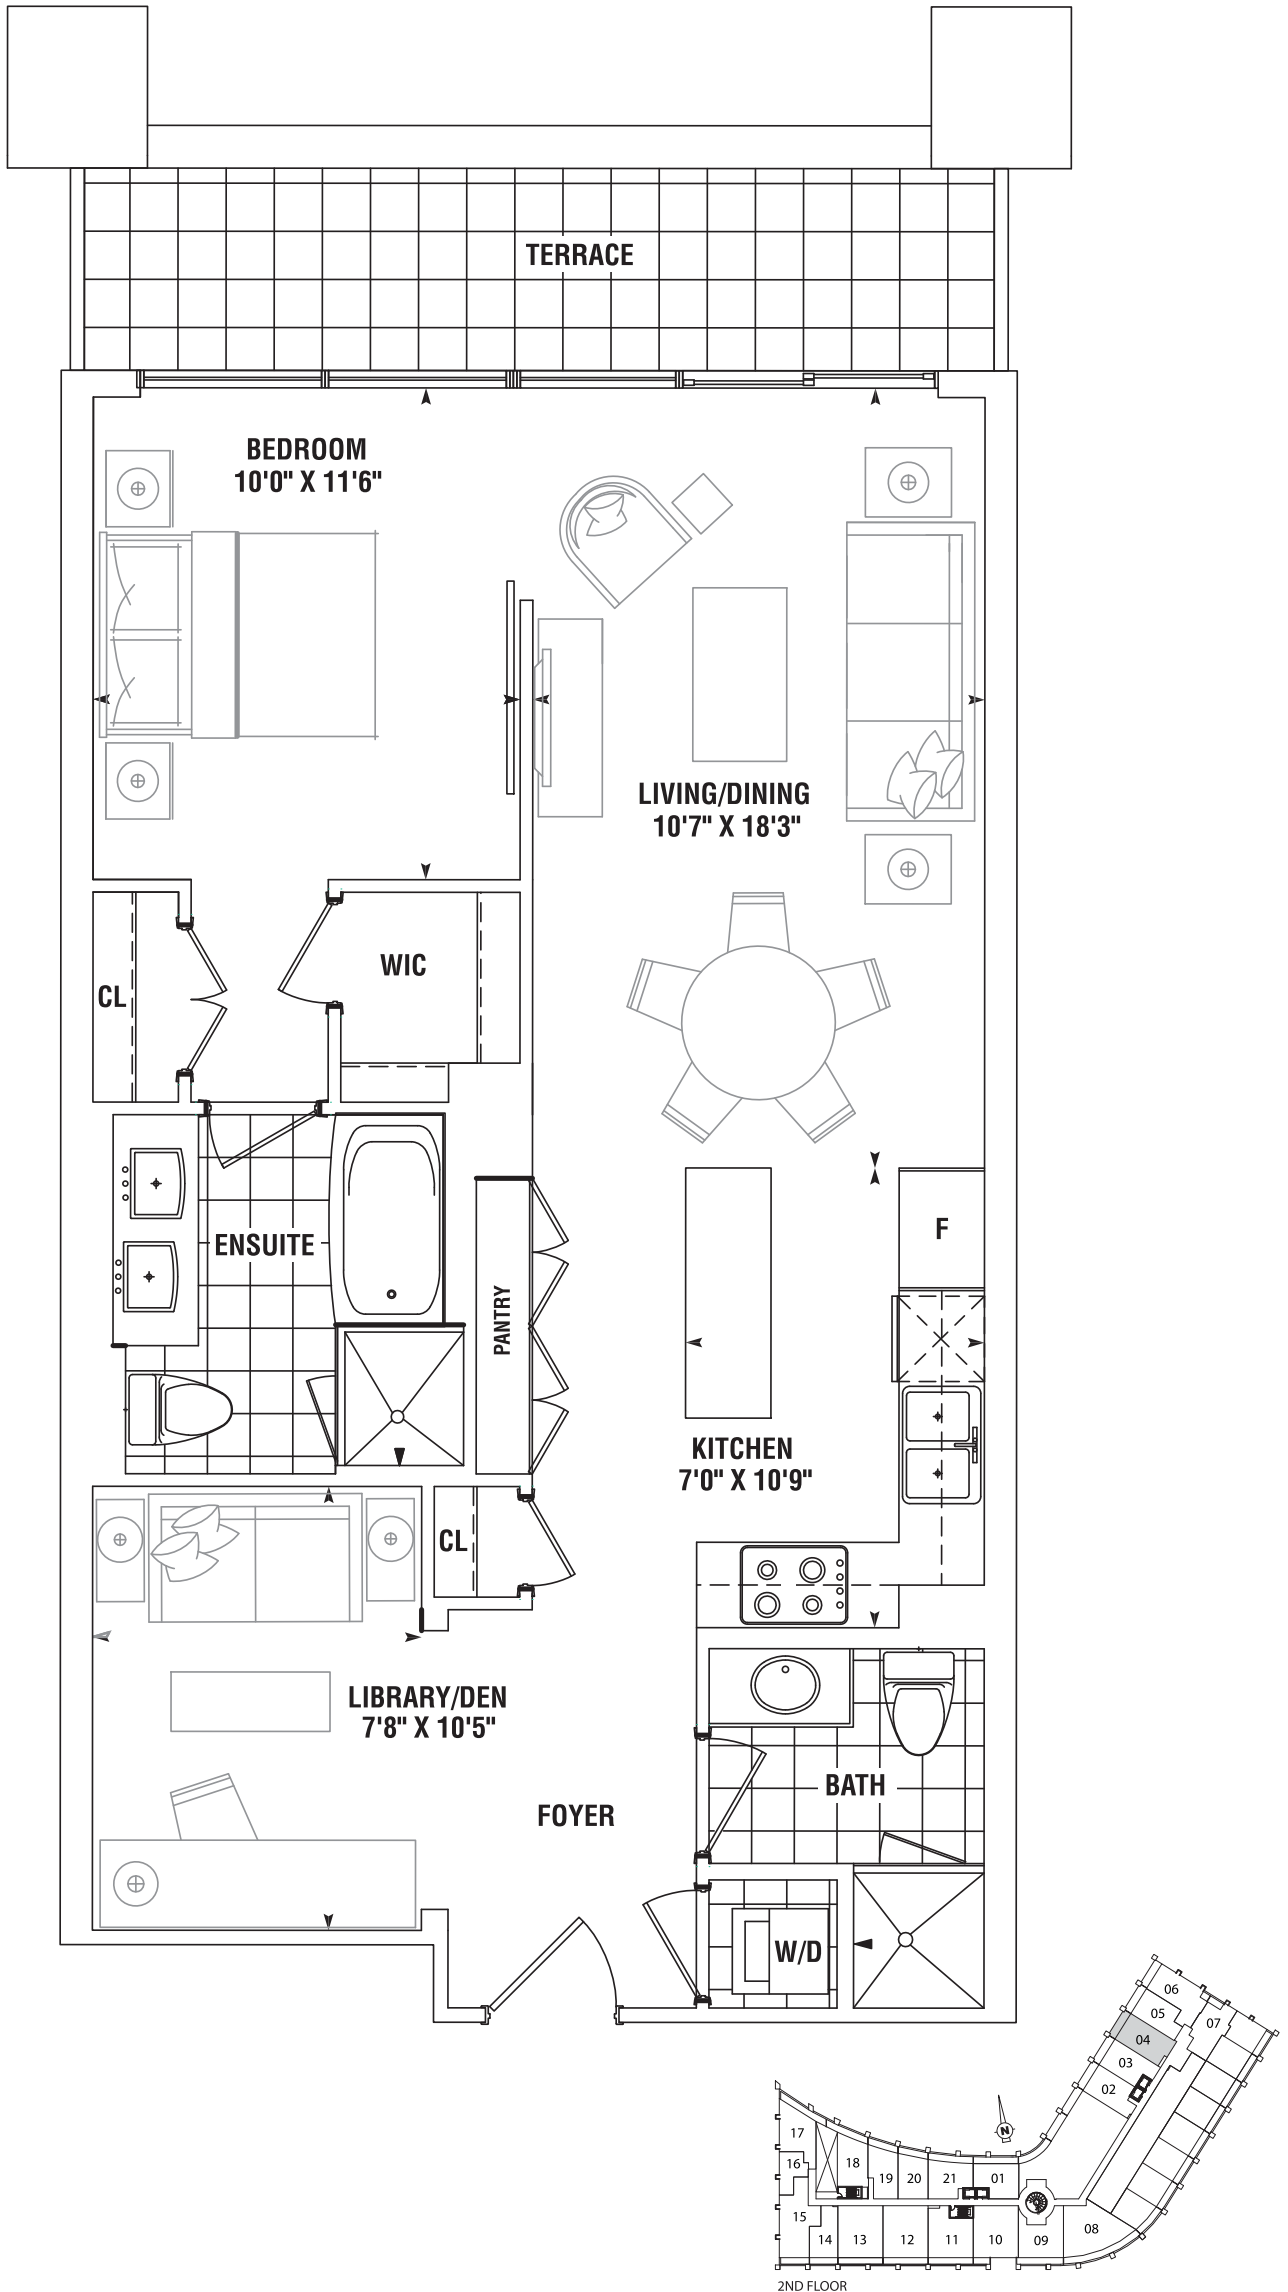 TERRACE
BEDROOM
10'0" X 11'6"
LIVING/DINING
10'7" X 18'3"
WIC
CL
F
ENSUITE
PANTRY
KITCHEN
7'0" X 10'9"
CL
LIBRARY/DEN
7'8" X 10'5"
BATH
FOYER
W/D
06
05
07
04
03
02
N
17
16
18
19
20
21
01
15
14
13
12
11
10
09
08
2ND FLOOR